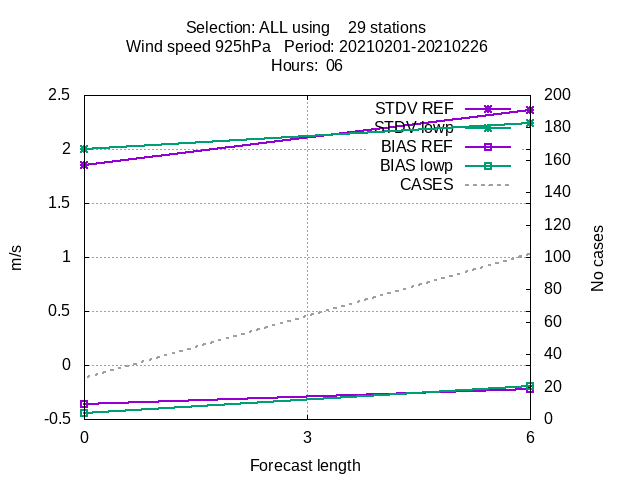 Selection: ALL using 29 stations
Wind speed 925hPa Period: 20210201-20210226
Hours: 06
STDV REF
STDV lowp
BIAS REF
BIAS lowp
CASES
2.5
2
1.5
1
0.5
0
-0.5
200
180
160
140
120
100
80
60
40
20
0
m/s
No cases
0 3 6
Forecast length